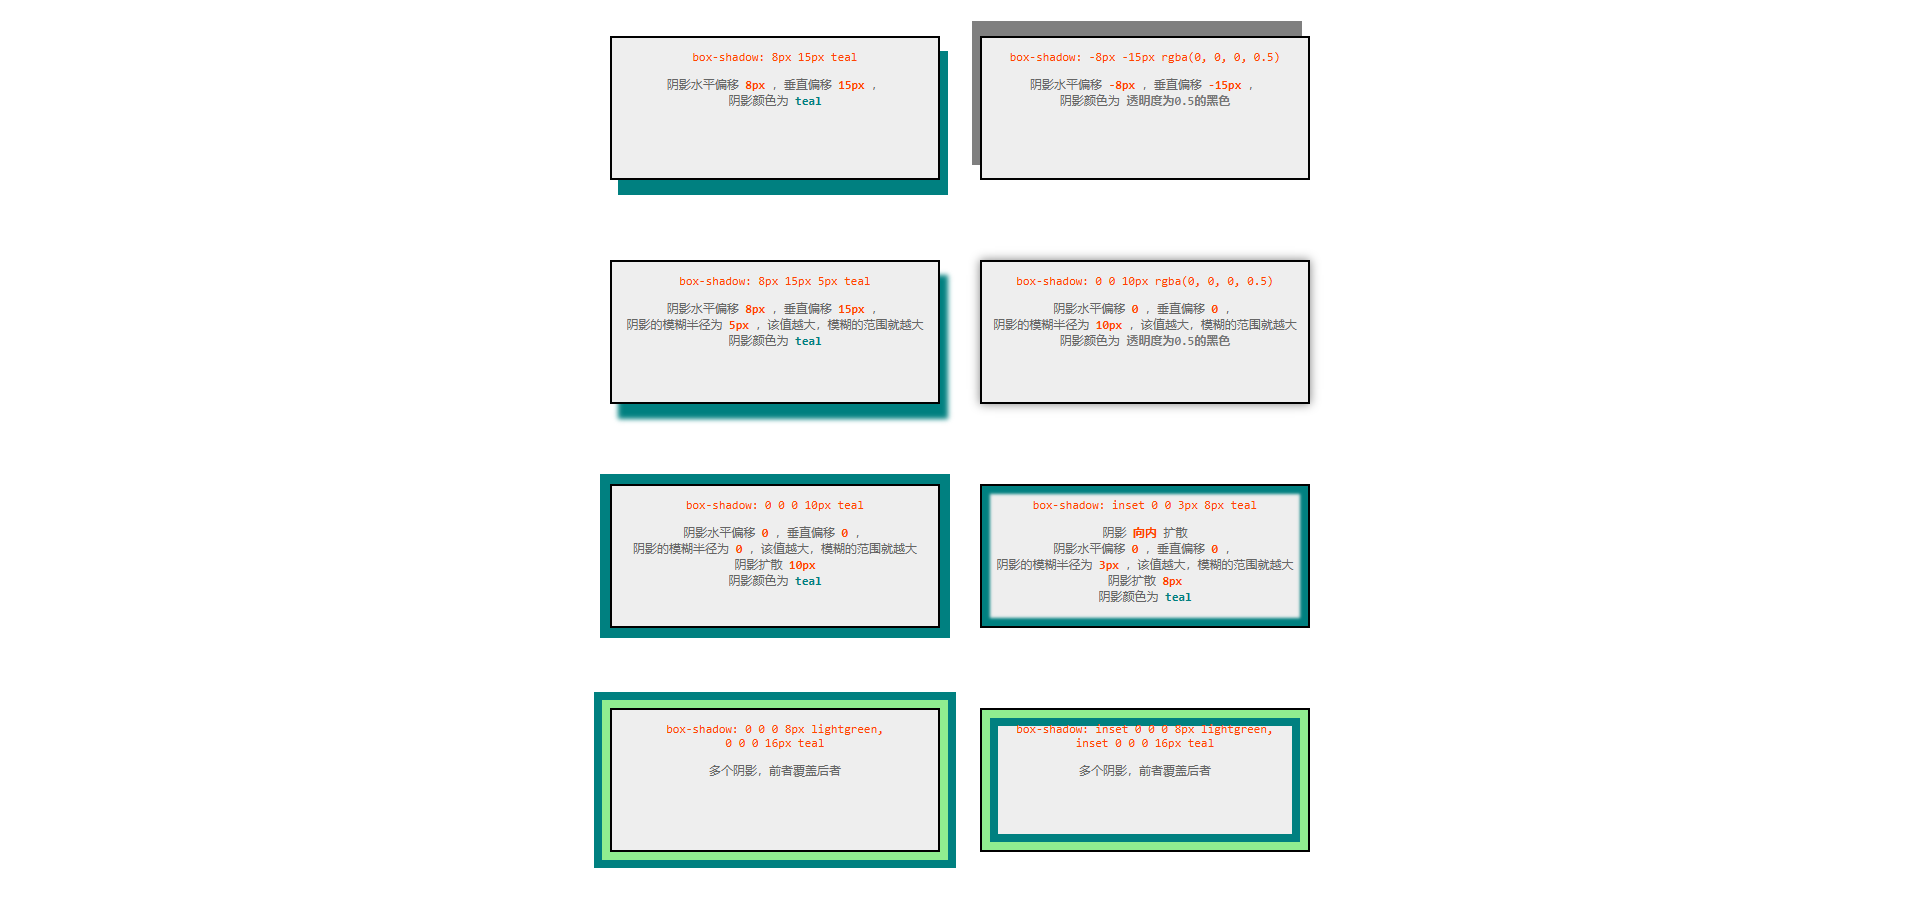 box-shadow: 8px 15px teal
阴影水平偏移 8px ，垂直偏移 15px ，
阴影颜色为 teal
box-shadow: -8px -15px rgba(0, 0, 0, 0.5)
阴影水平偏移 -8px ，垂直偏移 -15px ，
阴影颜色为 透明度为0.5的黑色
box-shadow: 8px 15px 5px teal
阴影水平偏移 8px ，垂直偏移 15px ，
阴影的模糊半径为 5px ，该值越大，模糊的范围就越大
阴影颜色为 teal
box-shadow: 0 0 10px rgba(0, 0, 0, 0.5)
阴影水平偏移 0 ，垂直偏移 0 ，
阴影的模糊半径为 10px ，该值越大，模糊的范围就越大
阴影颜色为 透明度为0.5的黑色
box-shadow: 0 0 0 10px teal
阴影水平偏移 0 ，垂直偏移 0 ，
阴影的模糊半径为 0 ，该值越大，模糊的范围就越大
阴影扩散 10px
阴影颜色为 teal
box-shadow: inset 0 0 3px 8px teal
阴影 向内 扩散
阴影水平偏移 0 ，垂直偏移 0 ，
阴影的模糊半径为 3px ，该值越大，模糊的范围就越大
阴影扩散 8px
阴影颜色为 teal
box-shadow: 0 0 0 8px lightgreen,
0 0 0 16px teal
多个阴影，前者覆盖后者
box-shadow: inset 0 0 0 8px lightgreen,
inset 0 0 0 16px teal
多个阴影，前者覆盖后者